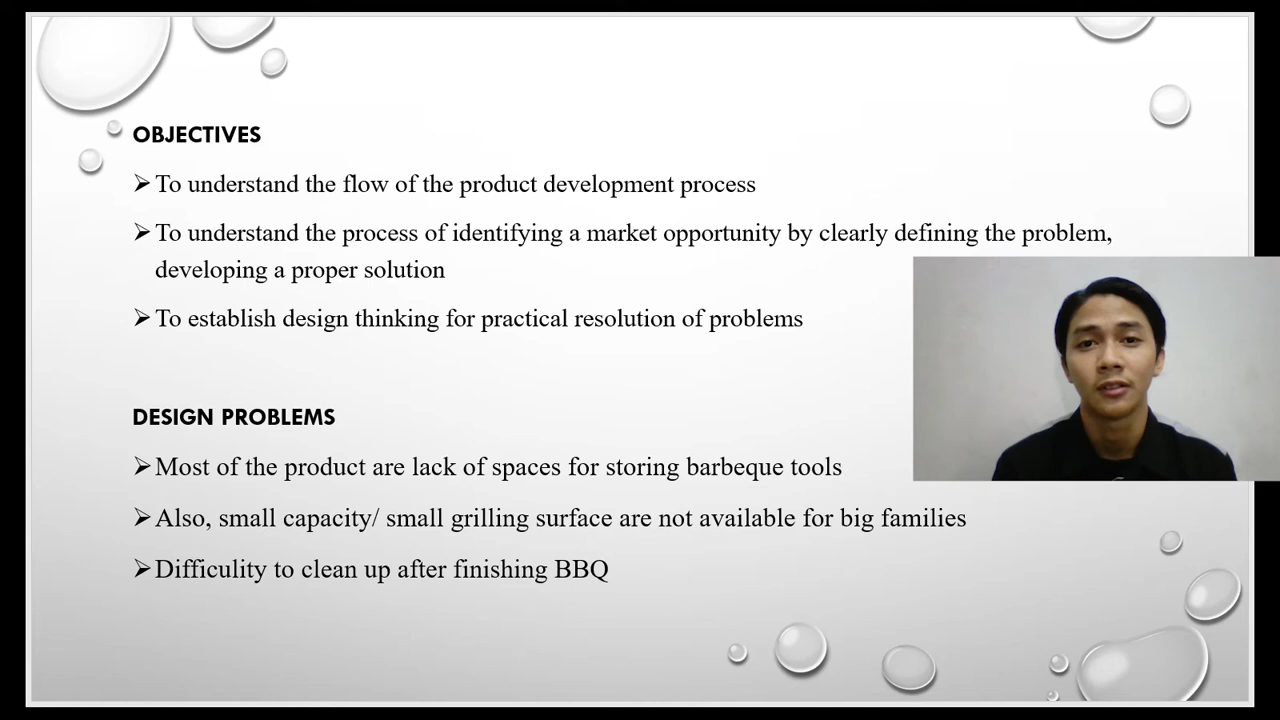 OBJECTIVES
To understand the flow of the product development process
To understand the process of identifying a market opportunity by clearly defining the problem,
developing a proper solution
To establish design thinking for practical resolution of problems
DESIGN PROBLEMS
Most of the product are lack of spaces for storing barbeque tools
Also, small capacity/ small grilling surface are not available for big families
Difficulity to clean up after finishing BBQ